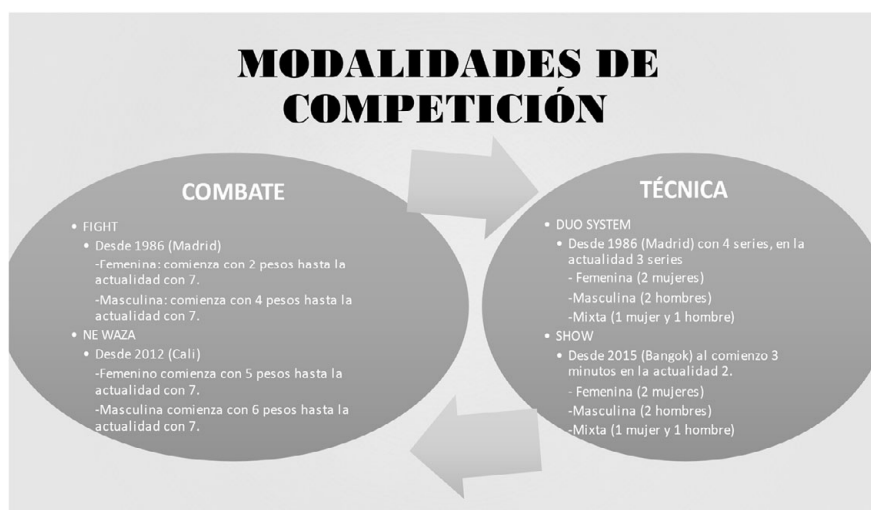 MODALIDADES DE
COMPETICIÓN
COMBATE
• FIGHT
• Desde 1986 (Madrid)
-Femenina: comienza con 2 pesos hasta la
actualidad con 7.
-Masculina: comienza con 4 pesos hasta la
actualidad con 7.
• NE WAZA
• Desde 2012 (Cali)
-Femenino comienza con 5 pesos hasta la
actualidad con 7.
-Masculina comienza con 6 pesos hasta la
actualidad con 7.
TÉCNICA
• DUO SYSTEM
• Desde 1986 (Madrid) con 4 series, en la
actualidad 3 series
- Femenina (2 mujeres)
-Masculina (2 hombres)
-Mixta (1 mujer y 1 hombre)
• SHOW
• Desde 2015 (Bangok) al comienzo 3
minutos en la actualidad 2.
- Femenina (2 mujeres)
-Masculina (2 hombres)
-Mixta (1 mujer y 1 hombre)